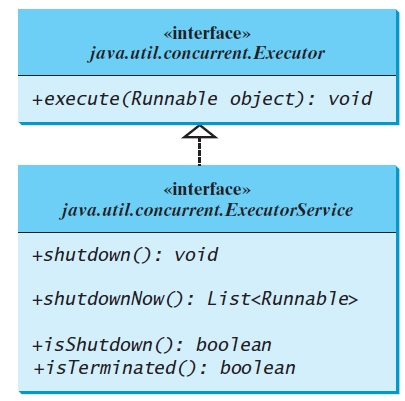 «interface»
java.util.concurrent.Executor
+execute(Runnable object): void
«interface»
java.util.concurrent.ExecutorService
+shutdown(): void
+shutdownNow(): List<Runnable>
+isShutdown(): boolean
+isTerminated(): boolean